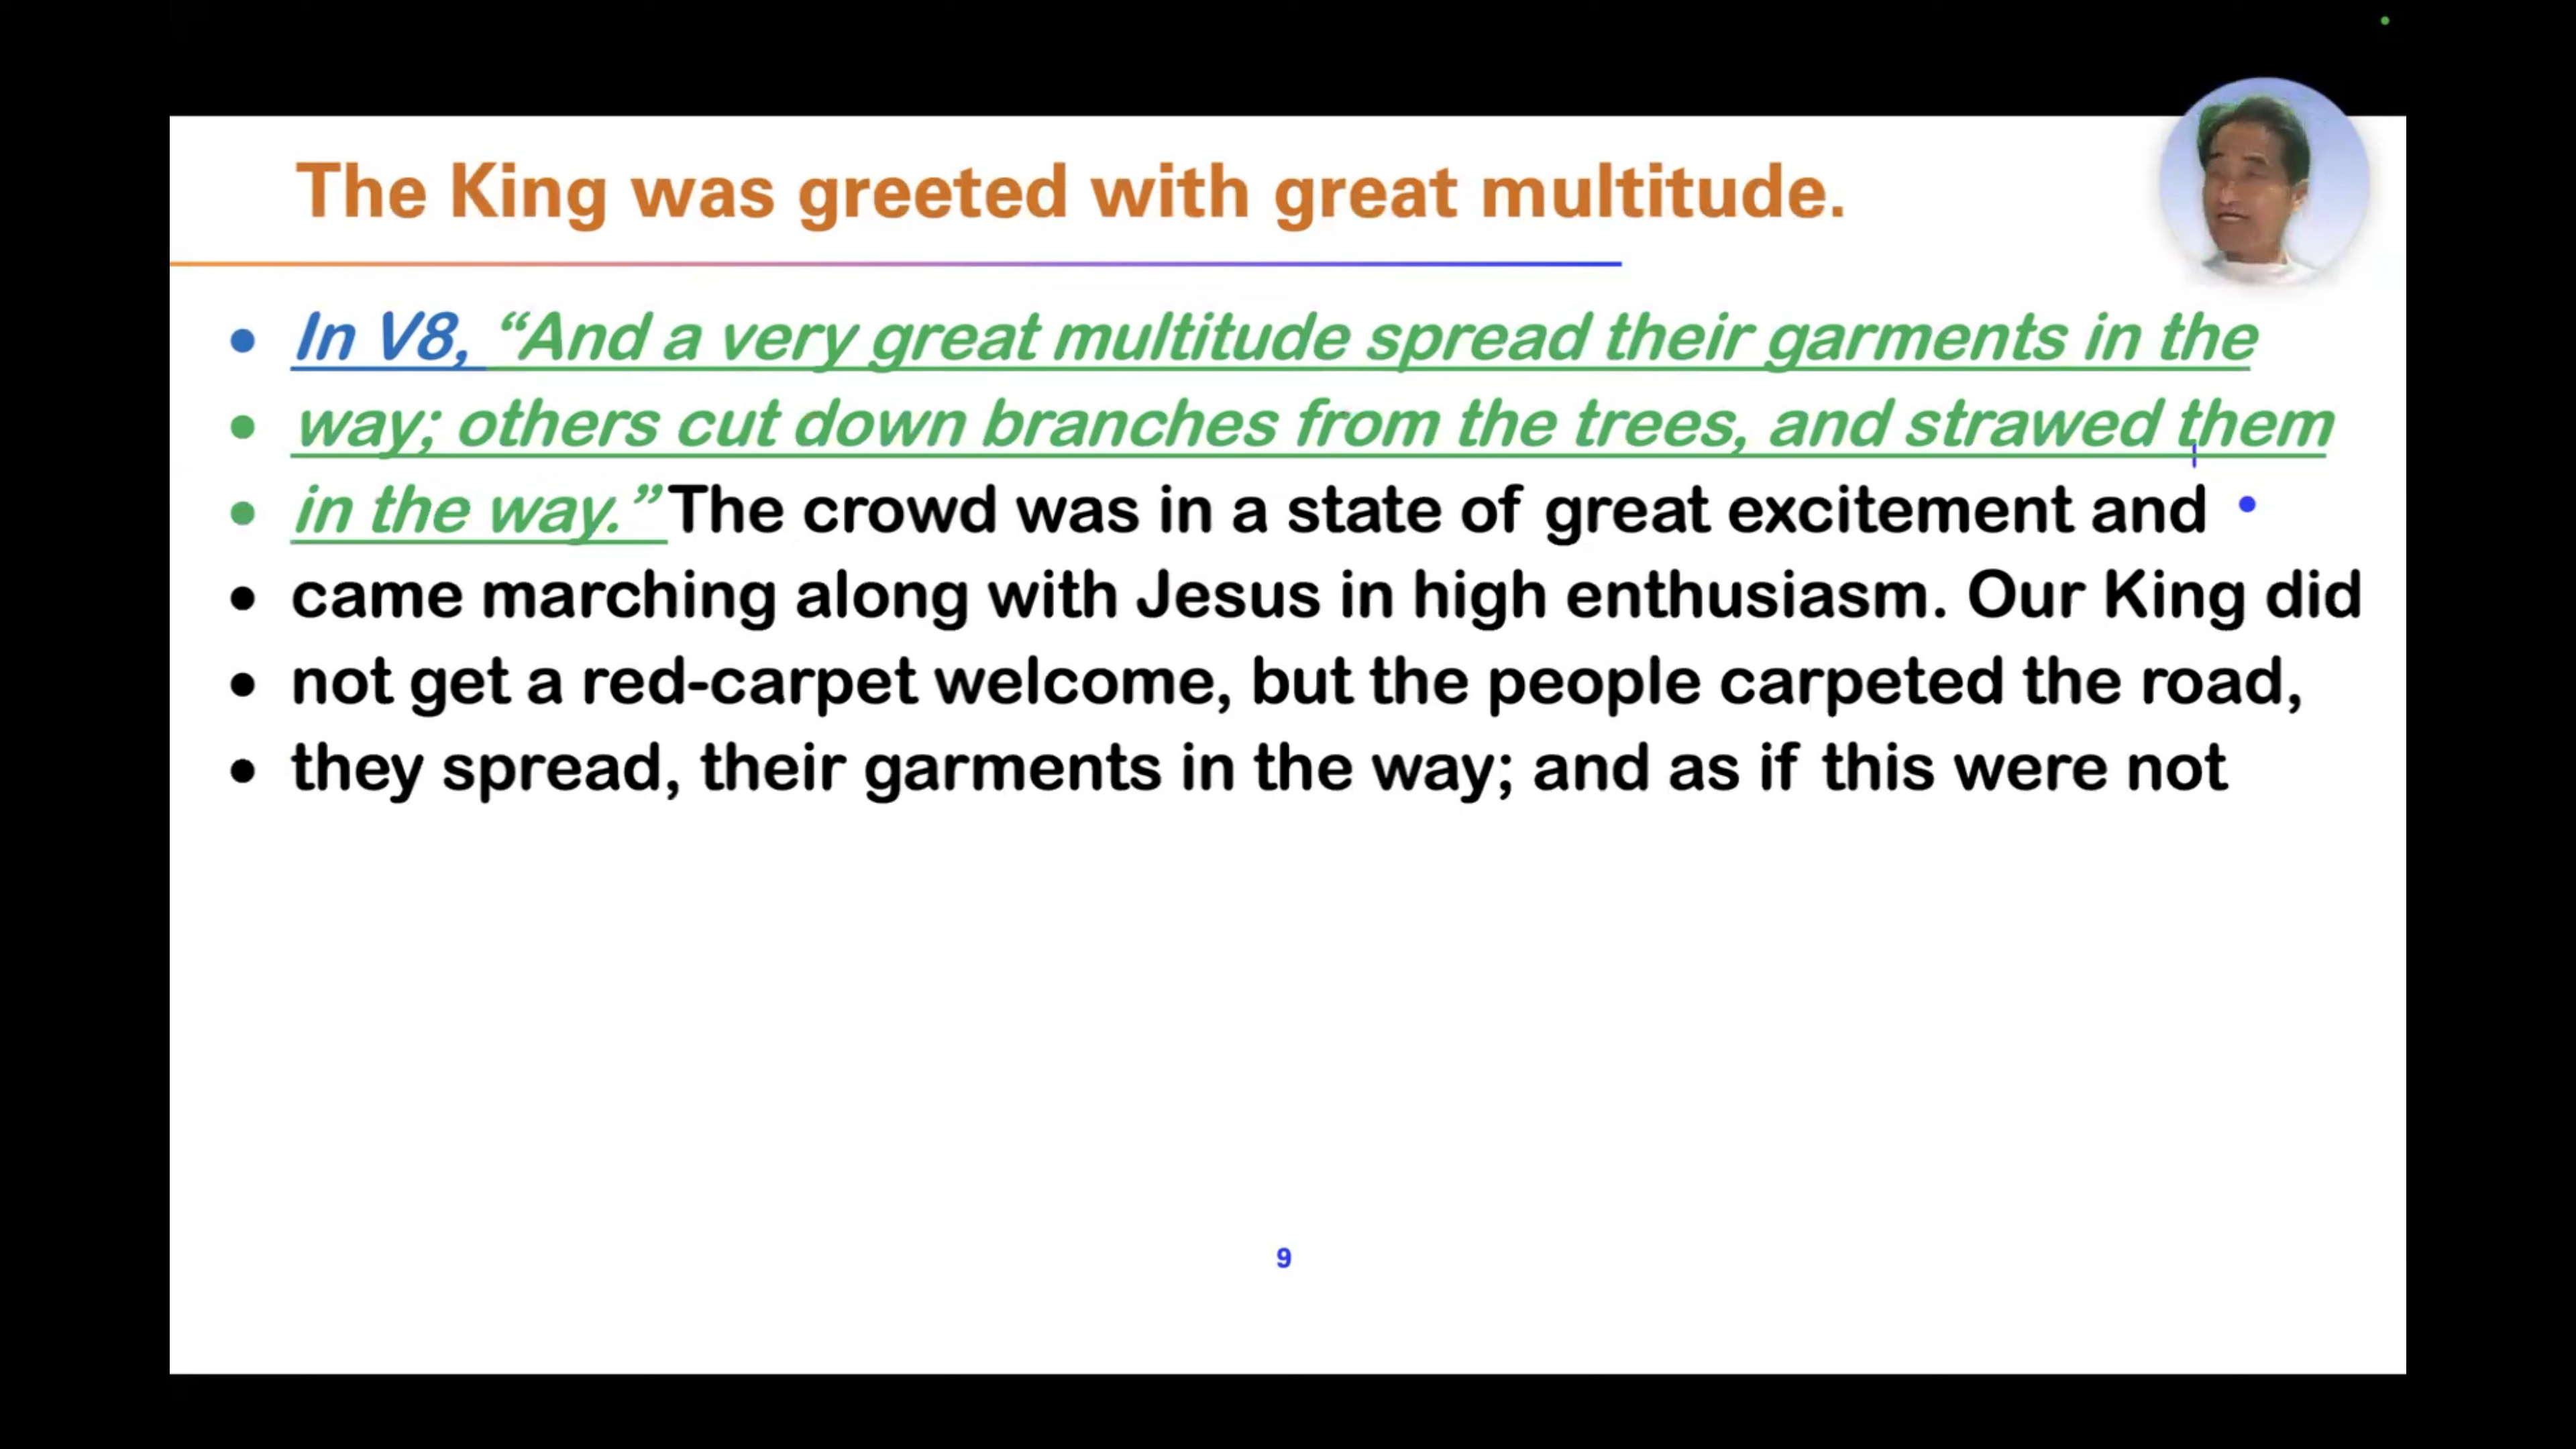 The King was greeted with great multitude.
• In V8, “And a very great multitude spread their garments in the
• way; others cut down branches from the trees, and strawed them
• in the way.” The crowd was in a state of great excitement and •
• came marching along with Jesus in high enthusiasm. Our King did
• not get a red-carpet welcome, but the people carpeted the road,
• they spread, their garments in the way; and as if this were not
9